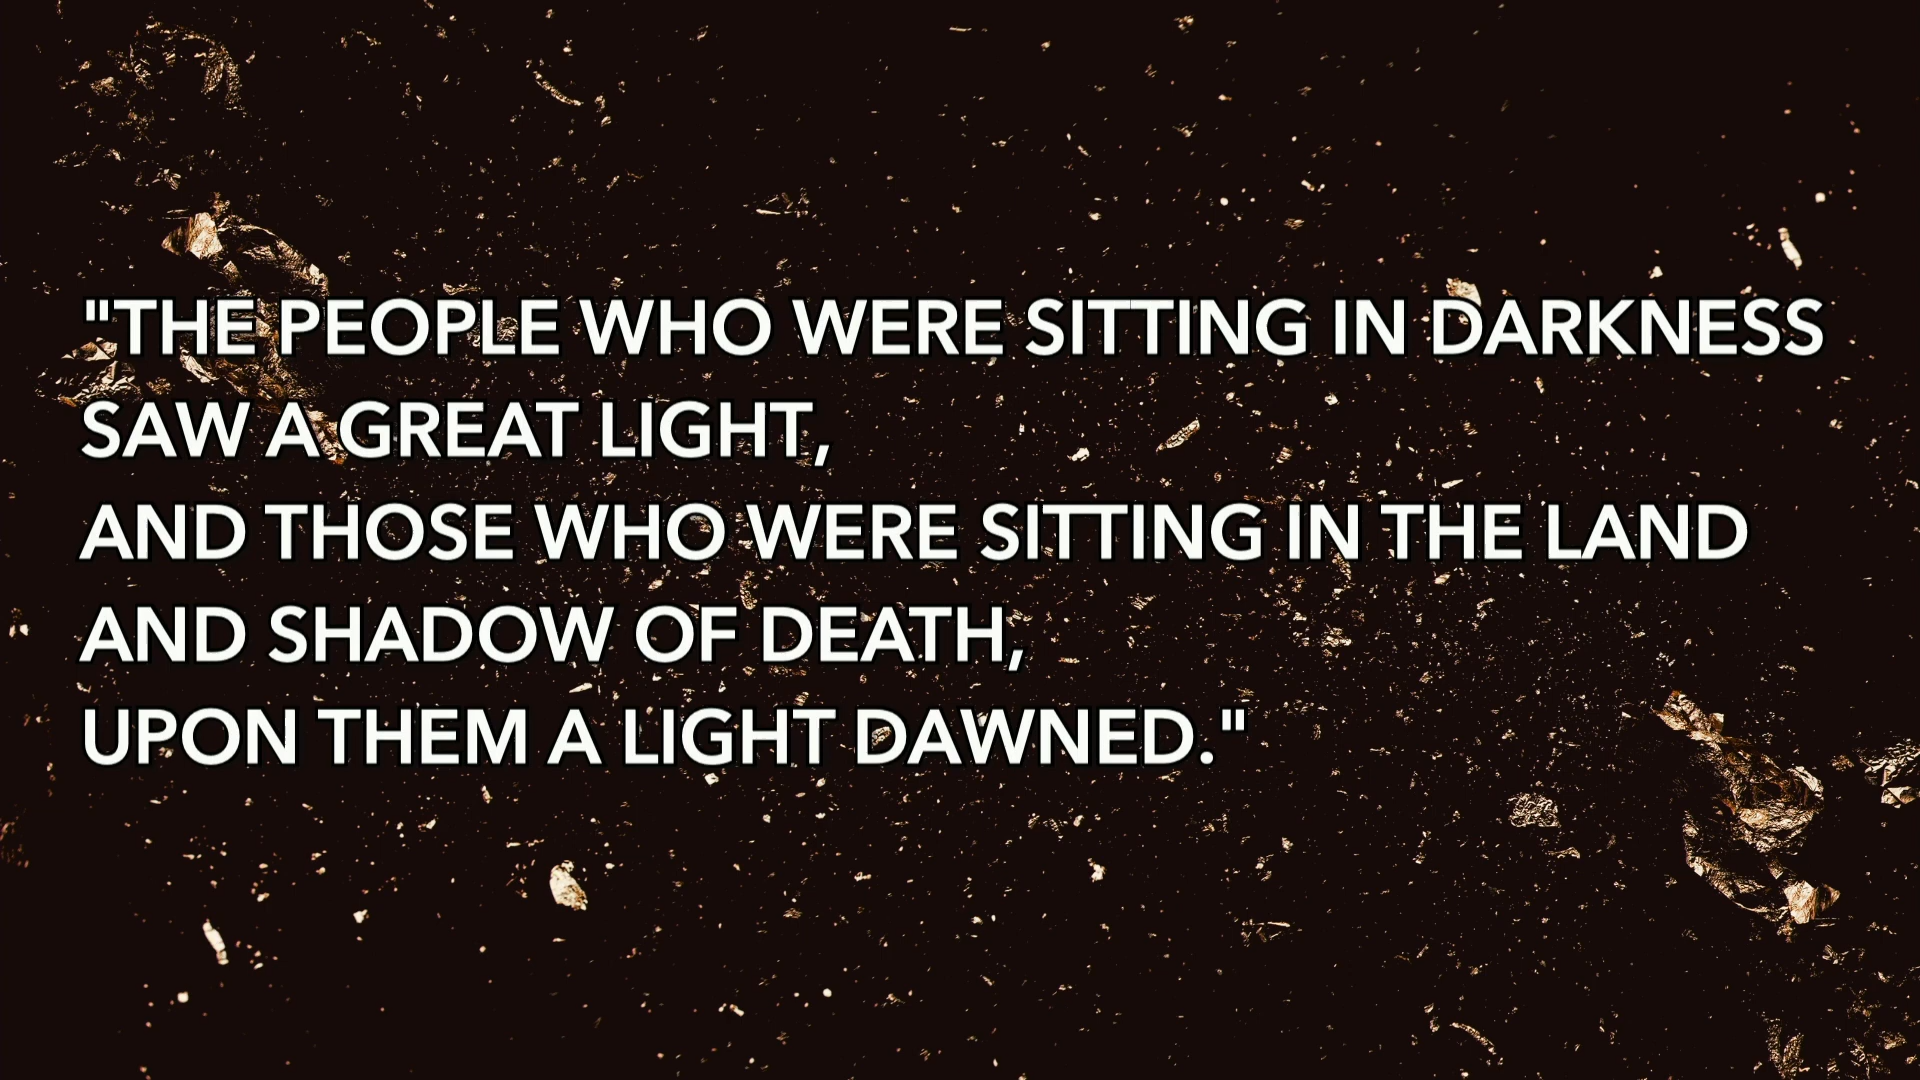 "THE PEOPLE WHO WERE SITTING IN DARKNESS
SAW A GREAT LIGHT,
AND THOSE WHO WERE SITTING IN THE LAND
AND SHADOW OF DEATH,
UPON THEM A LIGHT DAWNED."